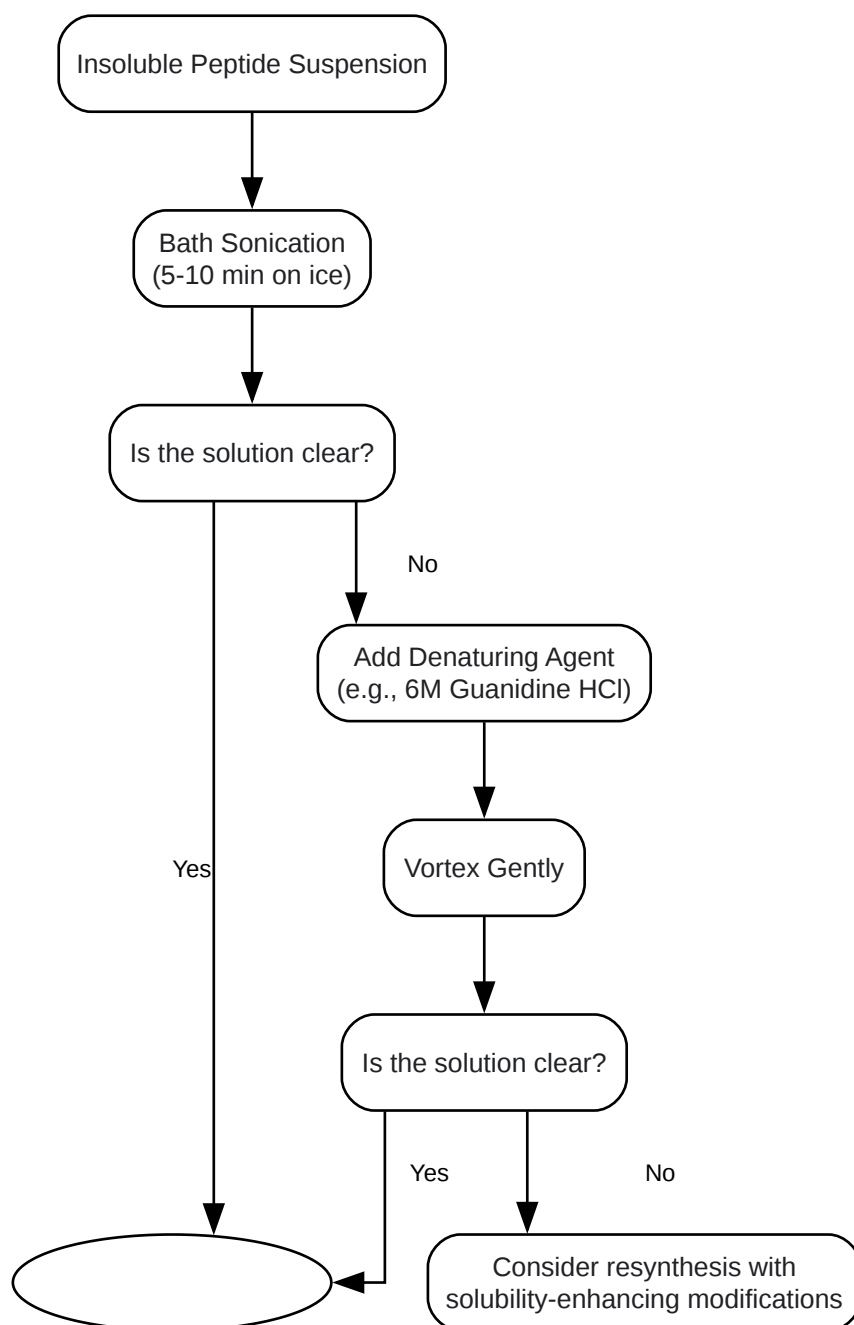 Insoluble Peptide Suspension
Bath Sonication
(5-10 min on ice)
Is the solution clear?
No
Add Denaturing Agent
(e.g., 6M Guanidine HCl)
Yes
Vortex Gently
Is the solution clear?
Yes
No
Consider resynthesis with
solubility-enhancing modifications